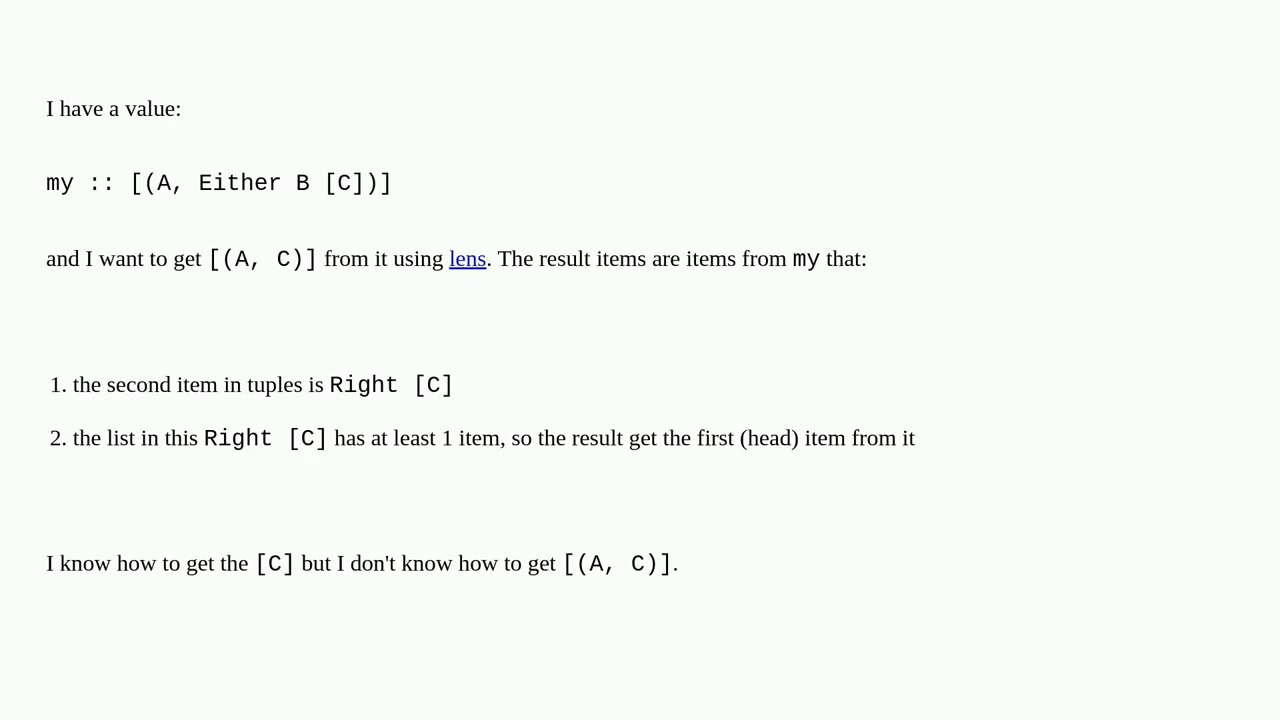 I have a value:
my :: [(A, Either B [C])]
and I want to get [(A, C)] from it using lens. The result items are items from my that:
1. the second item in tuples is Right [C]
2. the list in this Right [C] has at least 1 item, so the result get the first (head) item from it
I know how to get the [C] but I don't know how to get [(A, C)].